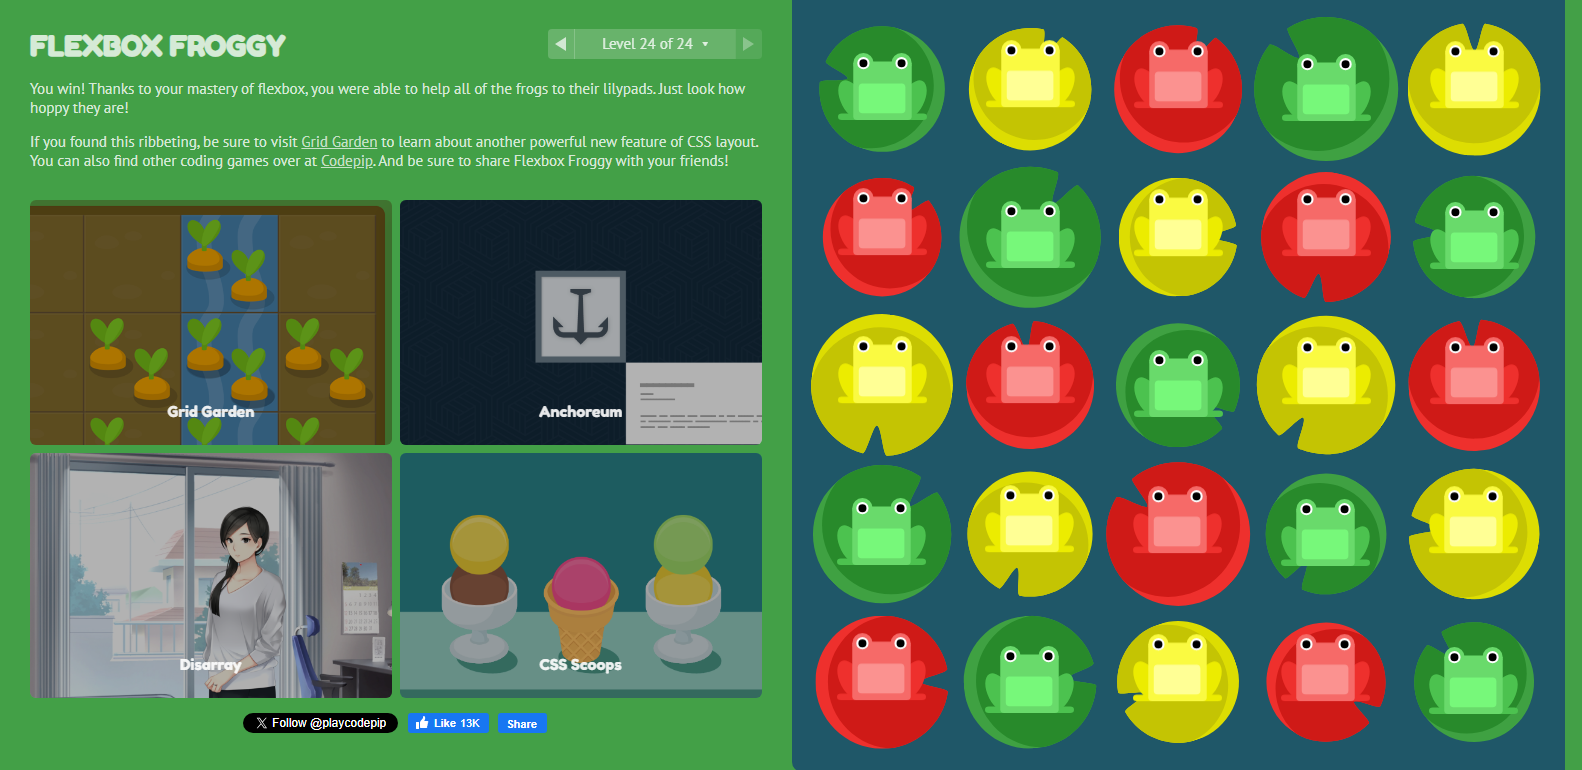 FLEXBOX FROGGY
Level 24 of 24
You win! Thanks to your mastery of flexbox, you were able to help all of the frogs to their lilypads. Just look how
hoppy they are!
If you found this ribbeting, be sure to visit Grid Garden to learn about another powerful new feature of CSS layout.
You can also find other coding games over at Codepip. And be sure to share Flexbox Froggy with your friends!
Grid Garden
Anchoreum
Disarray
CSS Scoops
Follow @playcodepip
Like 13K
Share